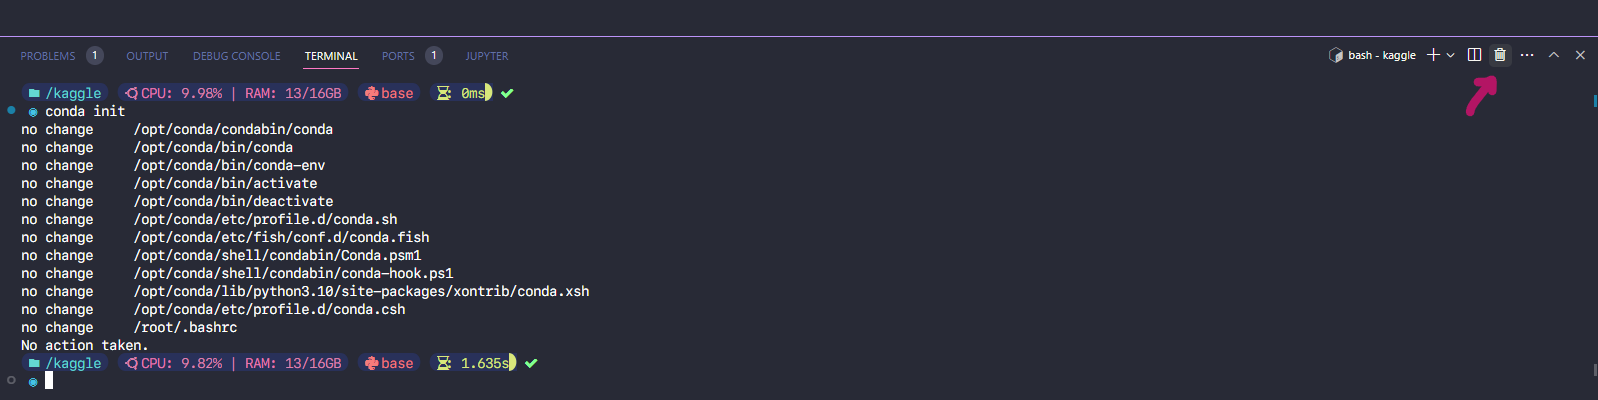 PROBLEMS 1 OUTPUT DEBUG CONSOLE TERMINAL PORTS 1 JUPYTER bash - kaggle
/kaggle CPU: 9.98% | RAM: 13/16GB base 0ms
conda init
no change /opt/conda/condabin/conda
no change /opt/conda/bin/conda
no change /opt/conda/bin/conda-env
no change /opt/conda/bin/activate
no change /opt/conda/bin/deactivate
no change /opt/conda/etc/profile.d/conda.sh
no change /opt/conda/etc/fish/conf.d/conda.fish
no change /opt/conda/shell/condabin/Conda.psm1
no change /opt/conda/shell/condabin/conda-hook.ps1
no change /opt/conda/lib/python3.10/site-packages/xontrib/conda.xsh
no change /opt/conda/etc/profile.d/conda.csh
no change /root/.bashrc
No action taken.
/kaggle CPU: 9.82% | RAM: 13/16GB base 1.635s